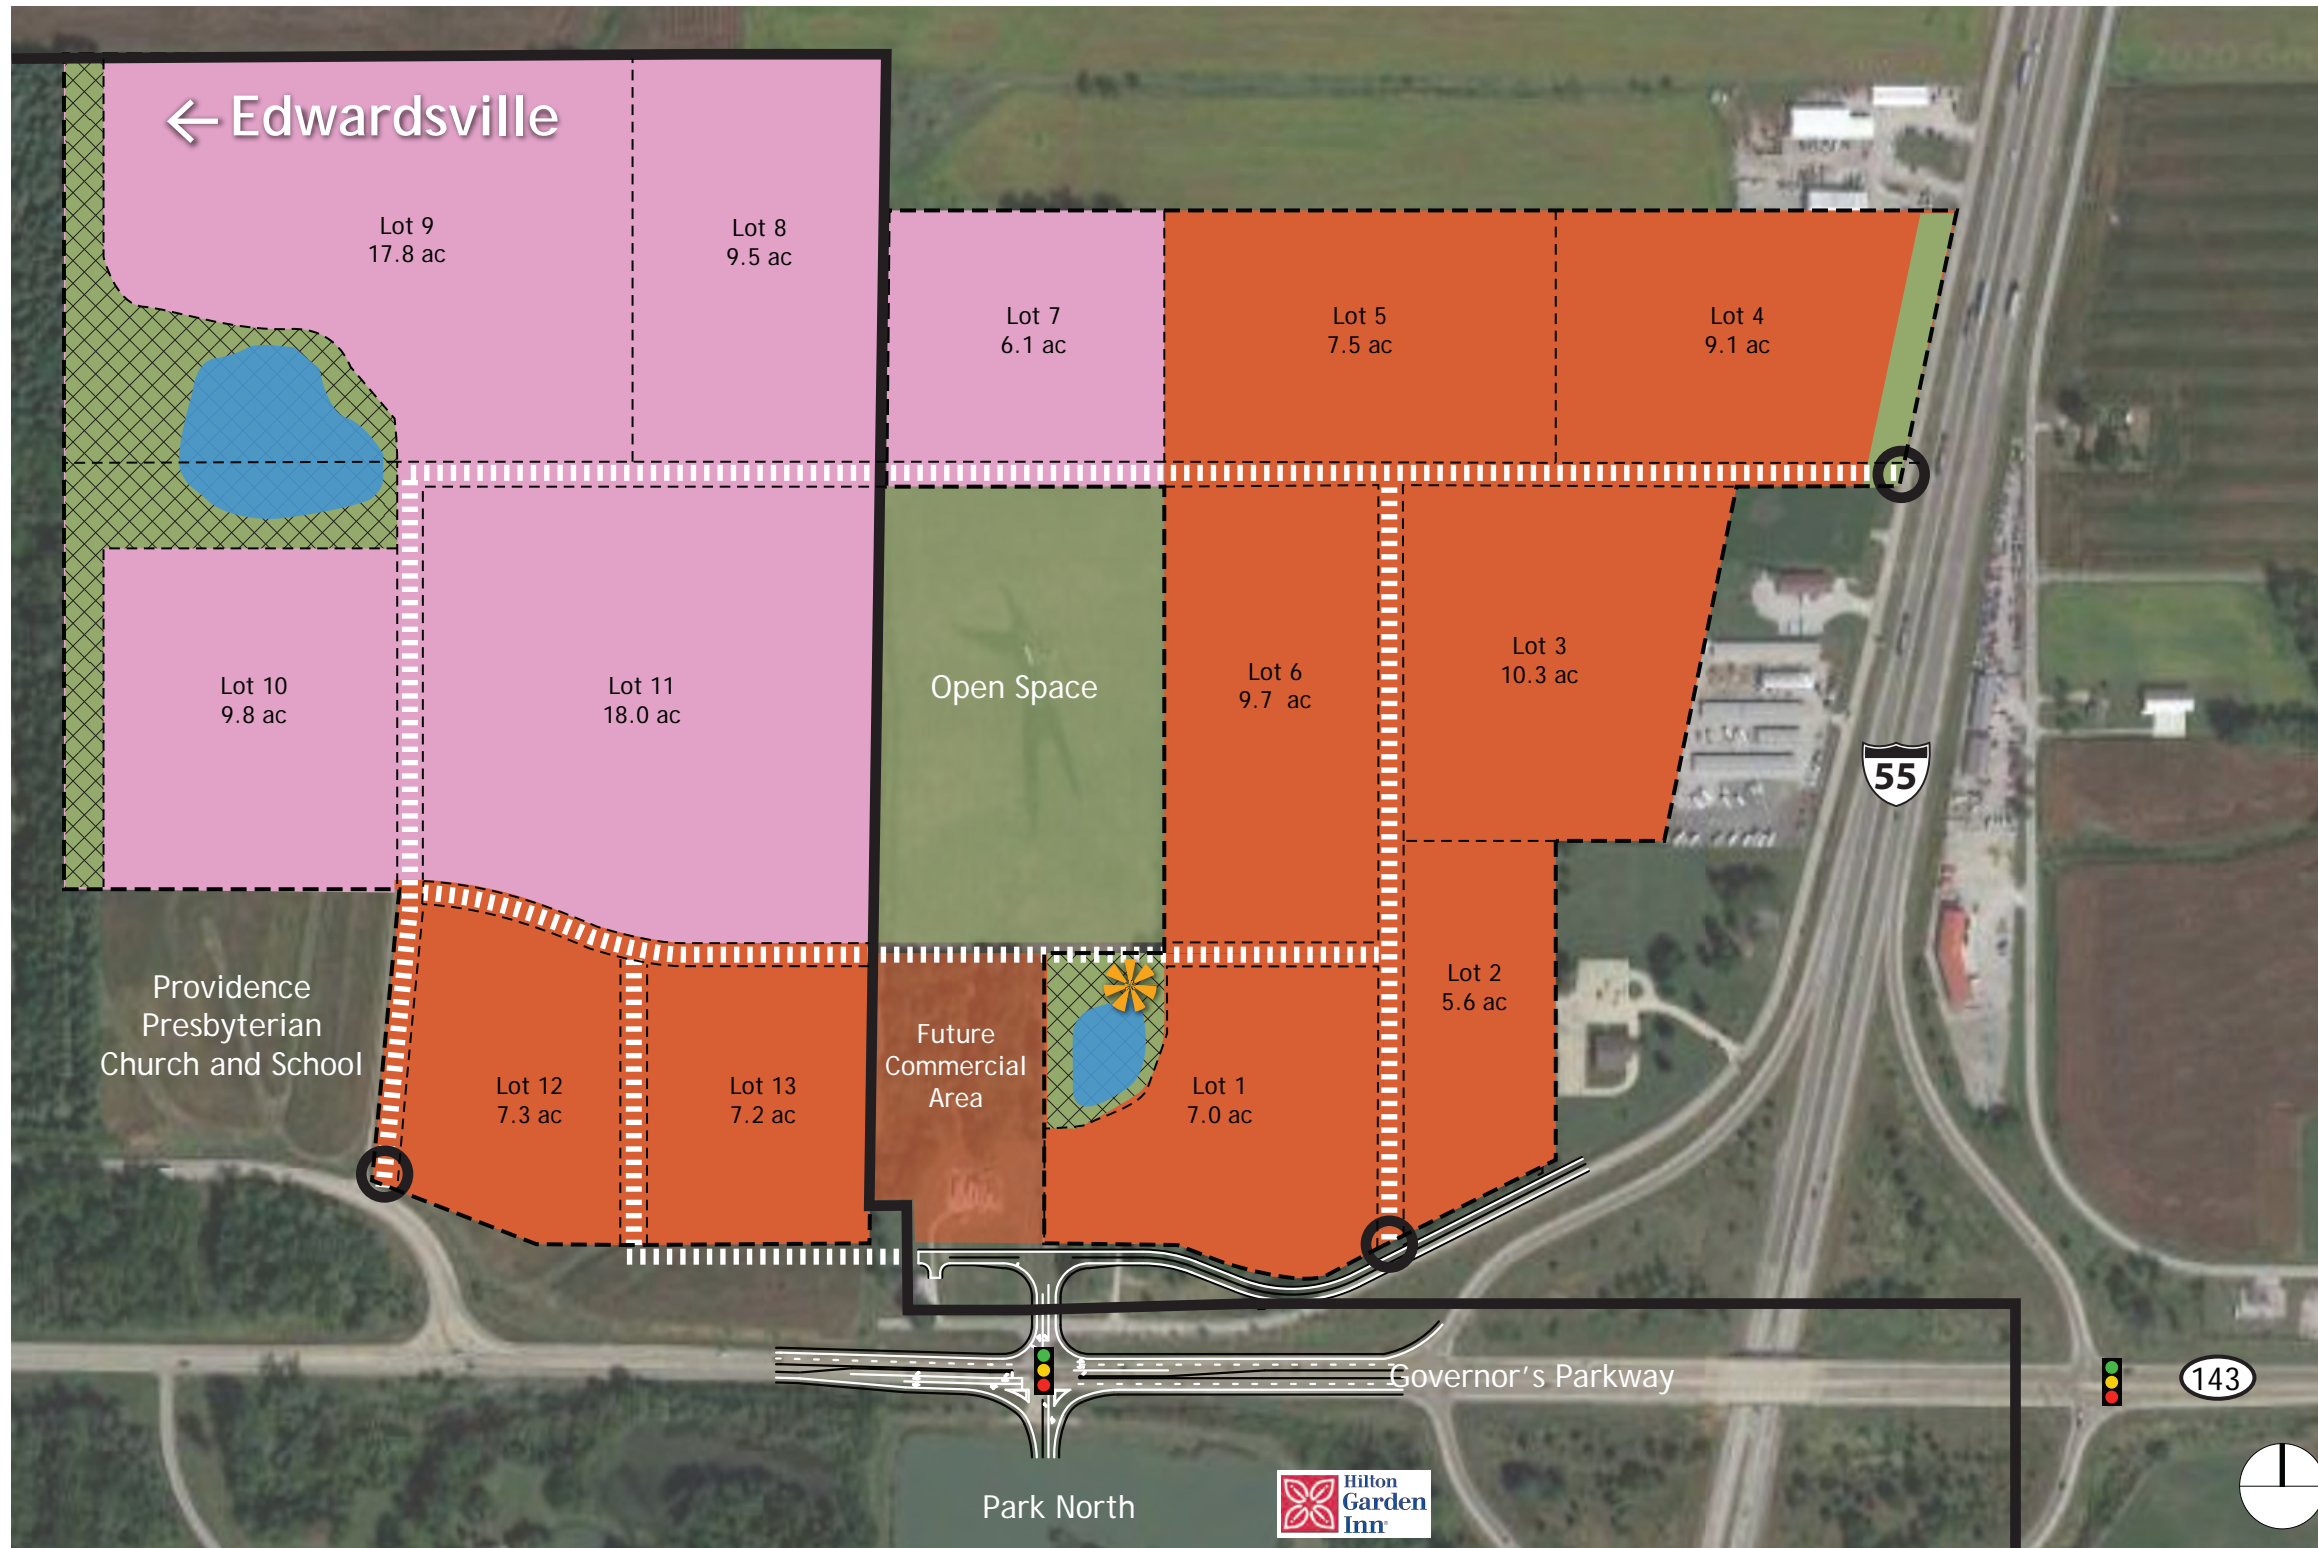 ← Edwardsville
Lot 9
17.8 ac
Lot 8
9.5 ac
Lot 7
6.1 ac
Lot 5
7.5 ac
Lot 4
9.1 ac
Lot 10
9.8 ac
Lot 11
18.0 ac
Open Space
Lot 6
9.7 ac
Lot 3
10.3 ac
55
Providence
Presbyterian
Church and School
Lot 12
7.3 ac
Lot 13
7.2 ac
Future
Commercial
Area
Lot 1
7.0 ac
Lot 2
5.6 ac
Governor's Parkway
143
Park North
Hilton
Garden
Inn